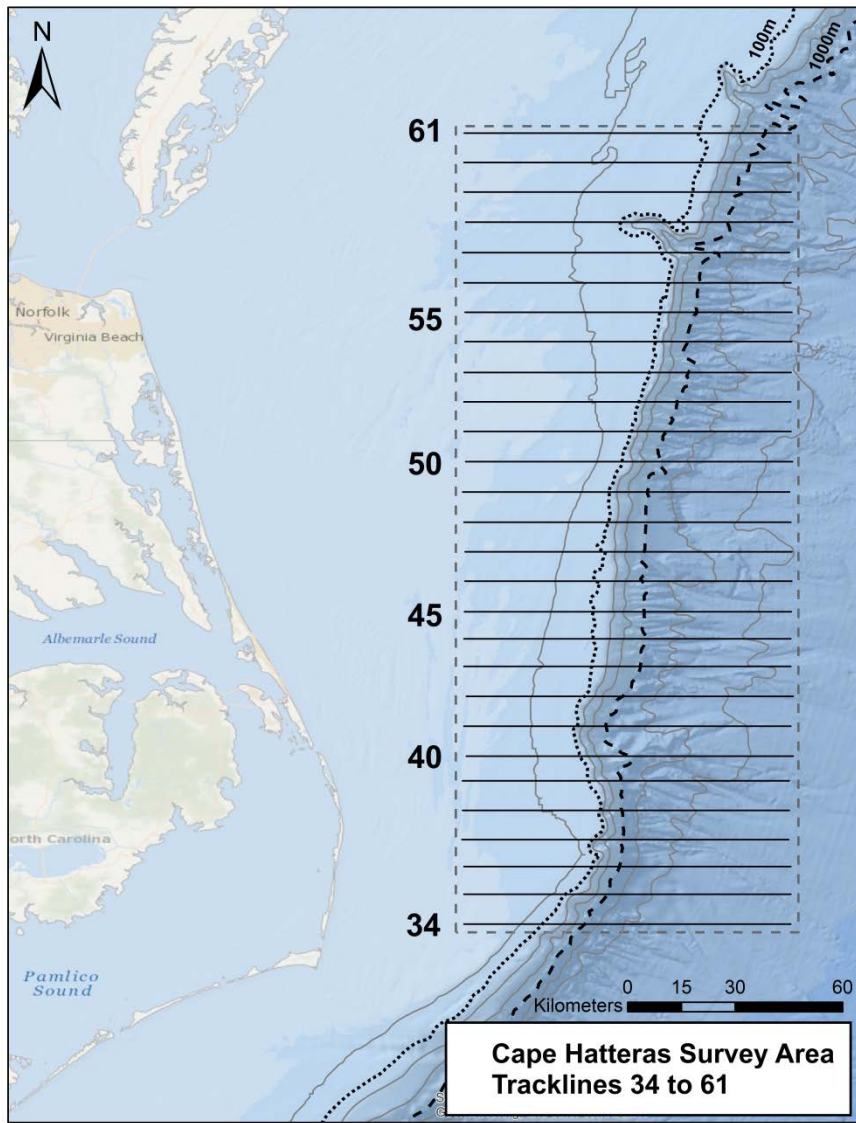 N
100m
1000m
61
Norfolk
Virginia Beach
55
50
45
Albemarle Sound
40
orth Carolina
34
Pamlico
Sound
0 15 30 60
Kilometers
Cape Hatteras Survey Area
Tracklines 34 to 61